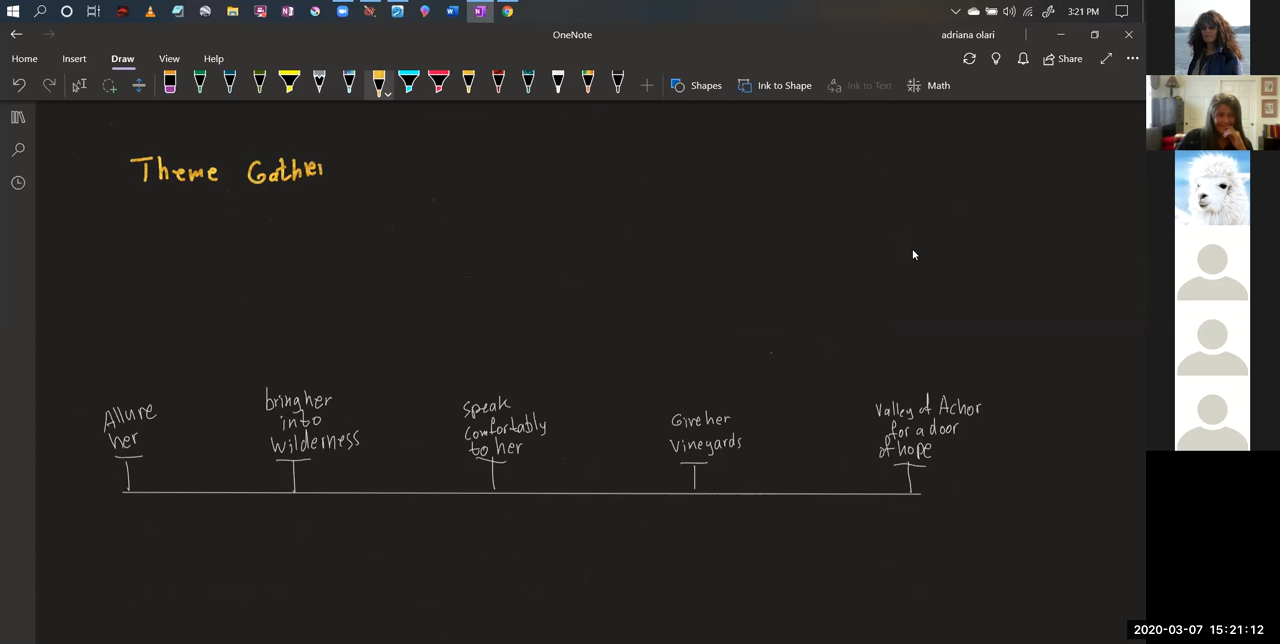 3:21 PM
OneNote
adriana olari
Home Insert Draw View Help
Share
Shapes Ink to Shape Ink to Text Math
Theme Gather
Allure
her
bring her
into
wilderness
speak
comfortably
to her
Give her
Vineyards
Valley of Achor
for a door
of hope
2020-03-07 15:21:12